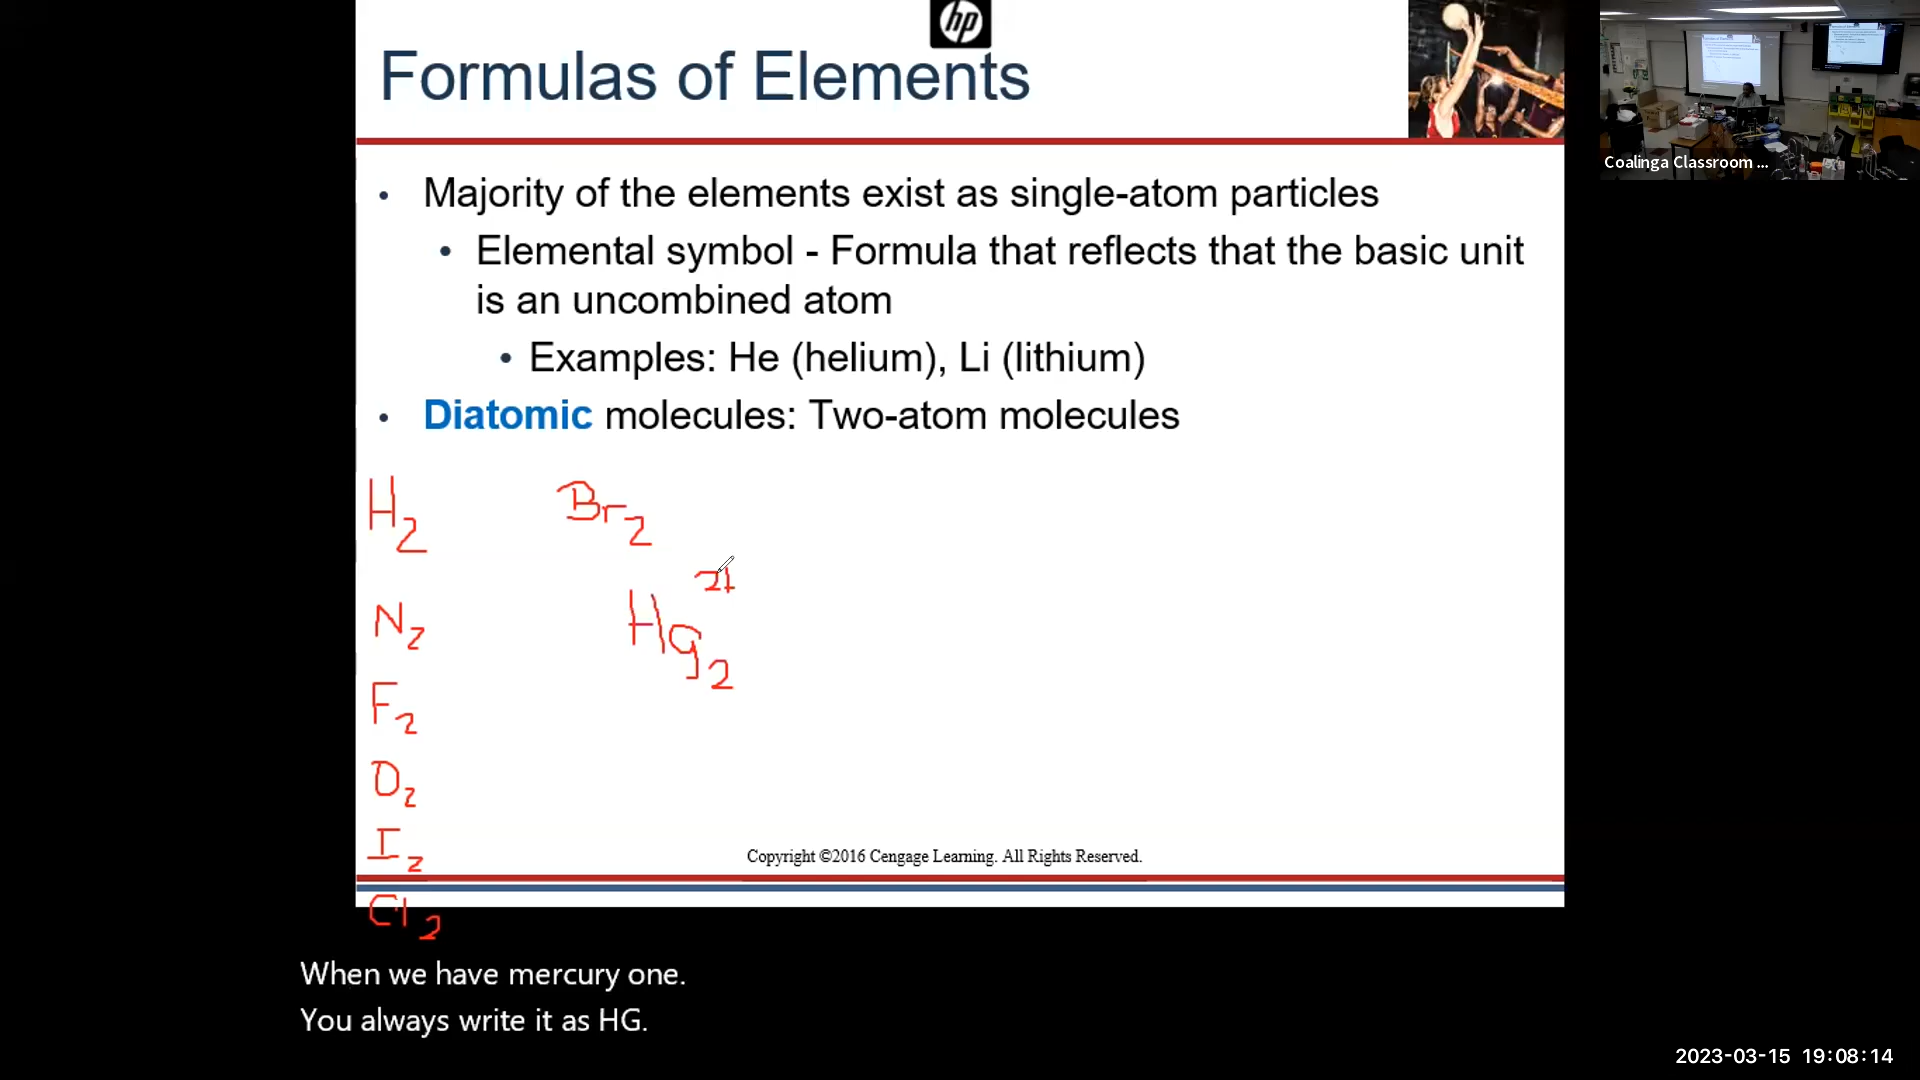 hp
Formulas of Elements
Coalinga Classroom ...
• Majority of the elements exist as single-atom particles
• Elemental symbol - Formula that reflects that the basic unit
is an uncombined atom
• Examples: He (helium), Li (lithium)
• Diatomic molecules: Two-atom molecules
H2 Br2
Hg2 2+
N2
F2
O2
I2
Copyright ©2016 Cengage Learning. All Rights Reserved.
Cl2
When we have mercury one.
You always write it as HG.
2023-03-15 19:08:14